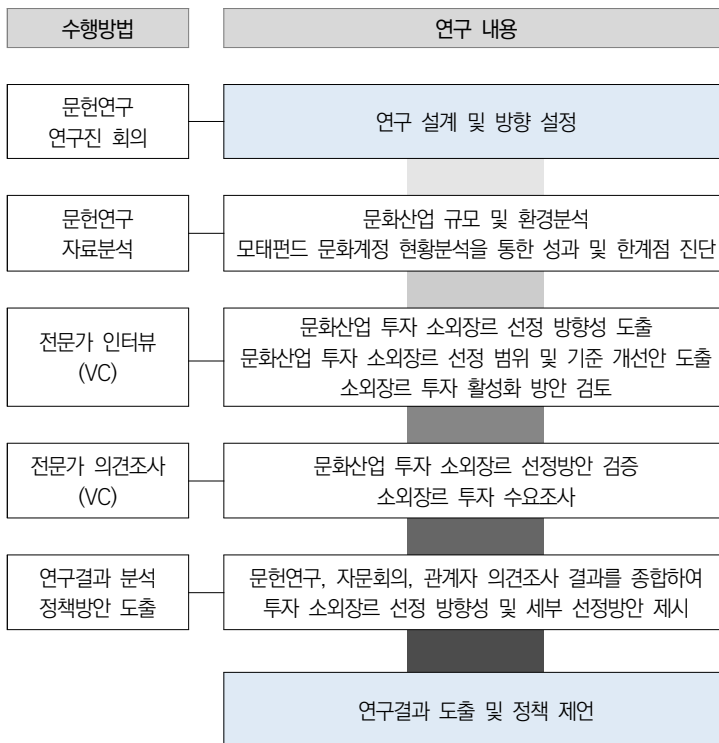 수행방법
연구 내용
문헌연구
연구진 회의
연구 설계 및 방향 설정
문헌연구
자료분석
문화산업 규모 및 환경분석
모태펀드 문화계정 현황분석을 통한 성과 및 한계점 진단
전문가 인터뷰
(VC)
문화산업 투자 소외장르 선정 방향성 도출
문화산업 투자 소외장르 선정 범위 및 기준 개선안 도출
소외장르 투자 활성화 방안 검토
전문가 의견조사
(VC)
문화산업 투자 소외장르 선정방안 검증
소외장르 투자 수요조사
연구결과 분석
정책방안 도출
문헌연구, 자문회의, 관계자 의견조사 결과를 종합하여
투자 소외장르 선정 방향성 및 세부 선정방안 제시
연구결과 도출 및 정책 제언